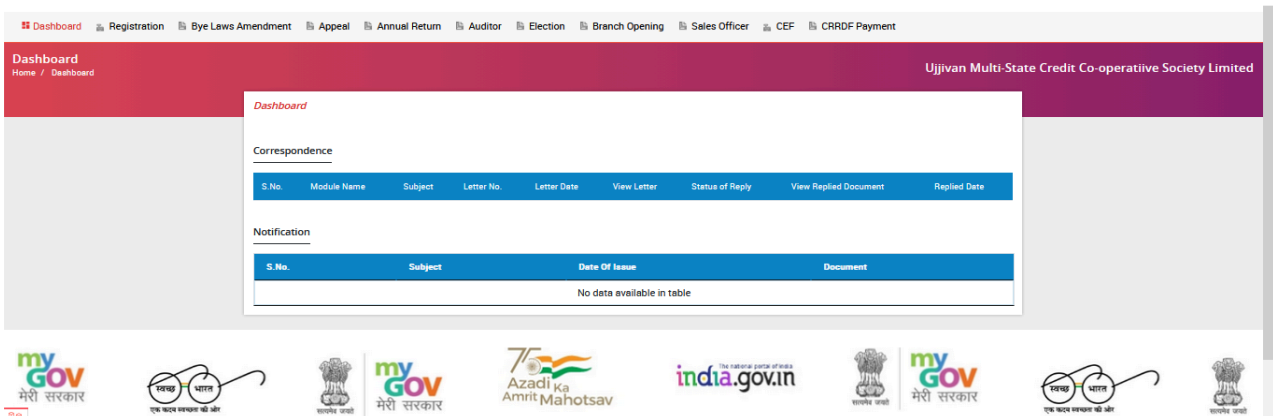 Dashboard Registration Bye Laws Amendment Appeal Annual Return Auditor Election Branch Opening Sales Officer CEF CRRDF Payment
Dashboard
Home / Dashboard
Ujjivan Multi-State Credit Co-operatiive Society Limited
Dashboard
Correspondence
S.No. Module Name Subject Letter No. Letter Date View Letter Status of Reply View Replied Document Replied Date
Notification
S.No. Subject Date Of Issue Document
No data available in table
my GOV
मेरी सरकार
स्वच्छ भारत
एक कदम स्वच्छता की ओर
सत्यमेव जयते
my GOV
मेरी सरकार
75
Azadi Ka
Amrit Mahotsav
The national portal of India
india.gov.in
सत्यमेव जयते
my GOV
मेरी सरकार
स्वच्छ भारत
एक कदम स्वच्छता की ओर
सत्यमेव जयते